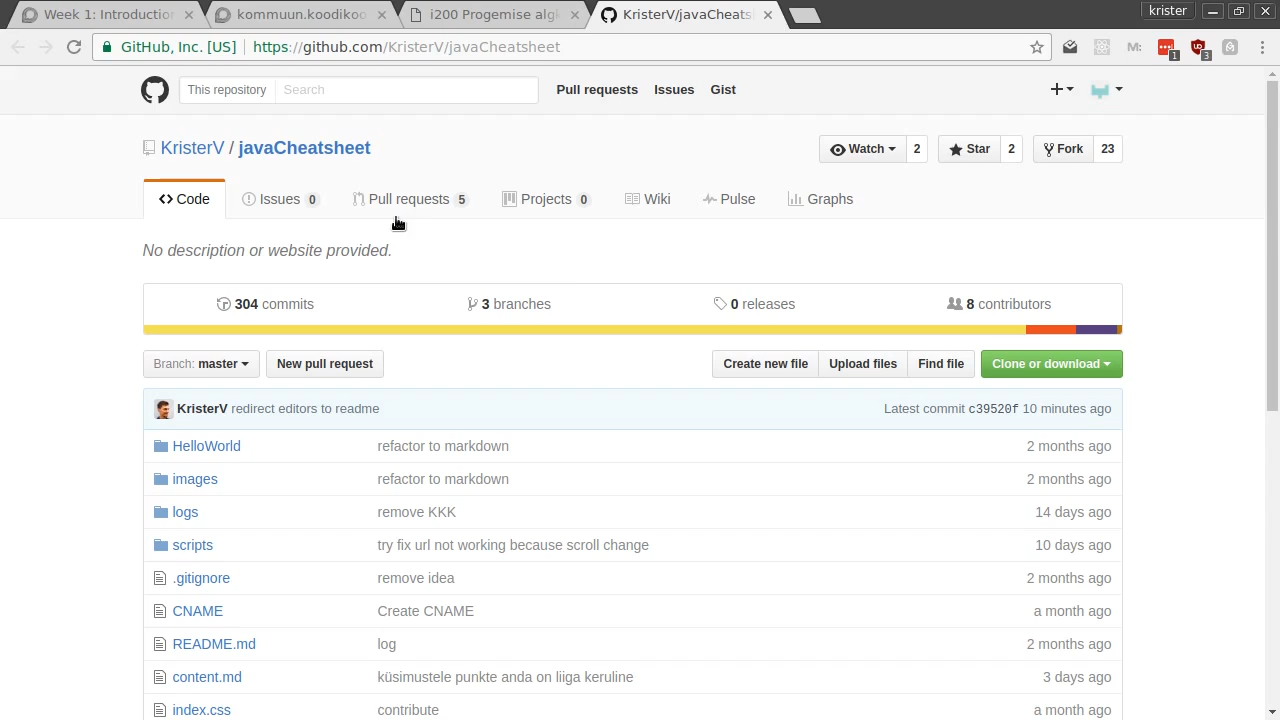 Week 1: Introduction
kommuun.koodikoo
i200 Progemise alg
KristerV/javaCheats
krister
GitHub, Inc. [US] https://github.com/KristerV/javaCheatsheet
M:
1
3
This repository Search Pull requests Issues Gist
KristerV / javaCheatsheet
Watch 2 Star 2 Fork 23
Code Issues 0 Pull requests 5 Projects 0 Wiki Pulse Graphs
No description or website provided.
304 commits 3 branches 0 releases 8 contributors
Branch: master New pull request Create new file Upload files Find file Clone or download
KristerV redirect editors to readme Latest commit c39520f 10 minutes ago
HelloWorld refactor to markdown 2 months ago
images refactor to markdown 2 months ago
logs remove KKK 14 days ago
scripts try fix url not working because scroll change 10 days ago
.gitignore remove idea 2 months ago
CNAME Create CNAME a month ago
README.md log 2 months ago
content.md küsimustele punkte anda on liiga keruline 3 days ago
index.css contribute a month ago